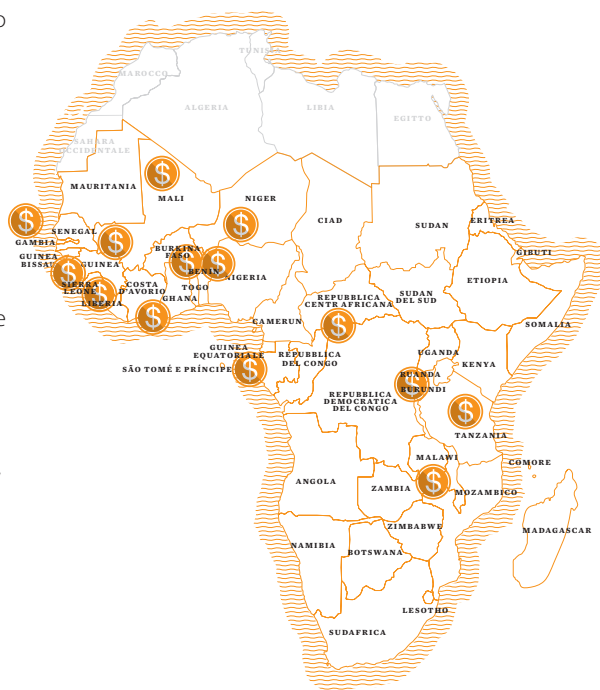 TUNISIA
MAROCCO
ALGERIA
LIBIA
EGITTO
SAHARA
OCCIDENTALE
MAURITANIA
MALI
NIGER
CIAD
SUDAN
ERITREA
SENEGAL
GAMBIA
GUINEA
BISSAU
GUINEA
BURKINA
FASO
BENIN
NIGERIA
GIBUTI
SIERRA
LEONE
COSTA
D'AVORIO
TOGO
GHANA
LIBERIA
REPUBBLICA
CENTRAFRICANA
SUDAN
DEL SUD
ETIOPIA
SOMALIA
CAMERUN
GUINEA
EQUATORIALE
SÃO TOMÉ E PRÍNCIPE
REPUBBLICA
DEL CONGO
UGANDA
KENYA
RUANDA
BURUNDI
REPUBBLICA
DEMOCRATICA
DEL CONGO
TANZANIA
MALAWI
COMORE
ANGOLA
ZAMBIA
MOZAMBICO
MADAGASCAR
ZIMBABWE
NAMIBIA
BOTSWANA
LESOTHO
SUDAFRICA